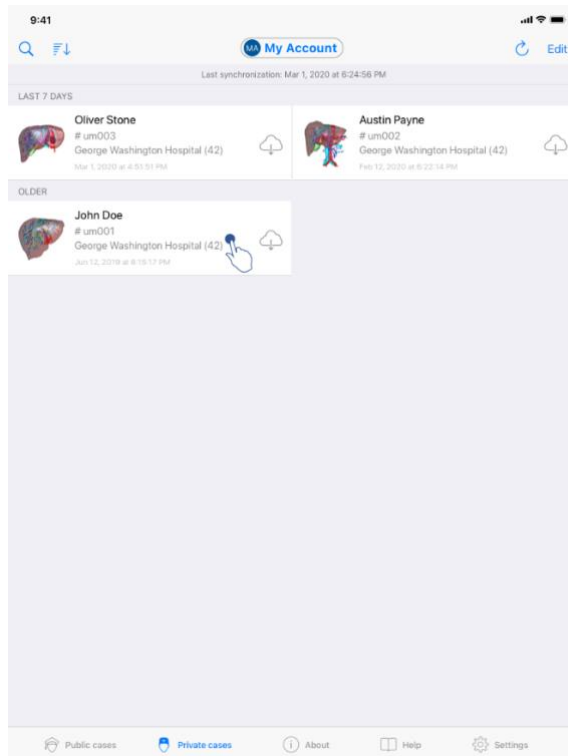 9:41
MA My Account
Edit
Last synchronization: Mar 1, 2020 at 6:24:56 PM
LAST 7 DAYS
Oliver Stone
# um003
George Washington Hospital (42)
Mar 1, 2020 at 4:51:51 PM
Austin Payne
# um002
George Washington Hospital (42)
Feb 12, 2020 at 6:22:14 PM
OLDER
John Doe
# um001
George Washington Hospital (42)
Jun 12, 2019 at 8:15:17 PM
Public cases
Private cases
About
Help
Settings